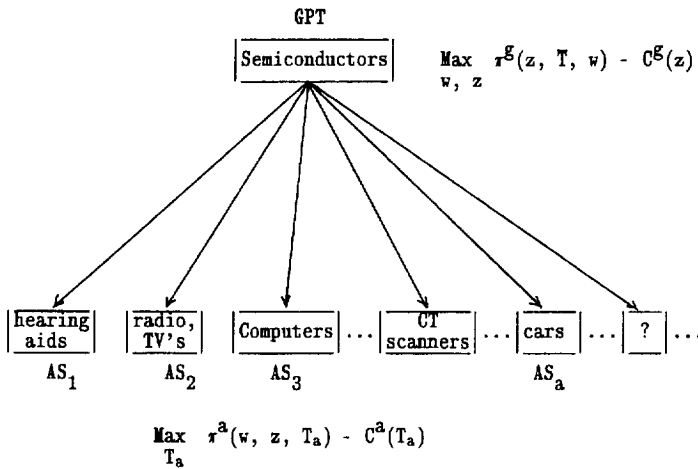 GPT
Semiconductors
Max π^g(z, T, w) - C^g(z)
w, z
hearing aids
radio, TV's
Computers ... CT scanners ... cars ... ? ...
AS_1 AS_2 AS_3 AS_a
Max π^a(w, z, T_a) - C^a(T_a)
T_a